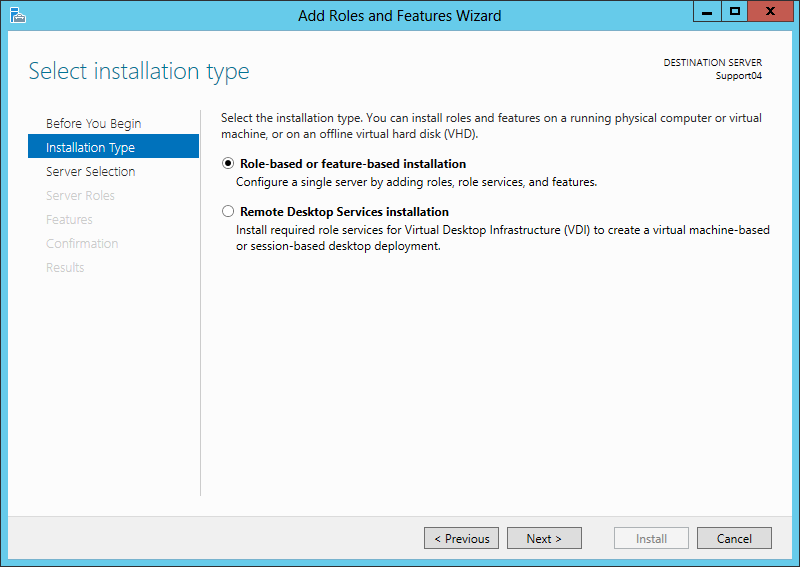 Add Roles and Features Wizard
Select installation type
DESTINATION SERVER
Support04
Before You Begin
Installation Type
Server Selection
Server Roles
Features
Confirmation
Results
Select the installation type. You can install roles and features on a running physical computer or virtual
machine, or on an offline virtual hard disk (VHD).
Role-based or feature-based installation
Configure a single server by adding roles, role services, and features.
Remote Desktop Services installation
Install required role services for Virtual Desktop Infrastructure (VDI) to create a virtual machine-based
or session-based desktop deployment.
< Previous
Next >
Install
Cancel